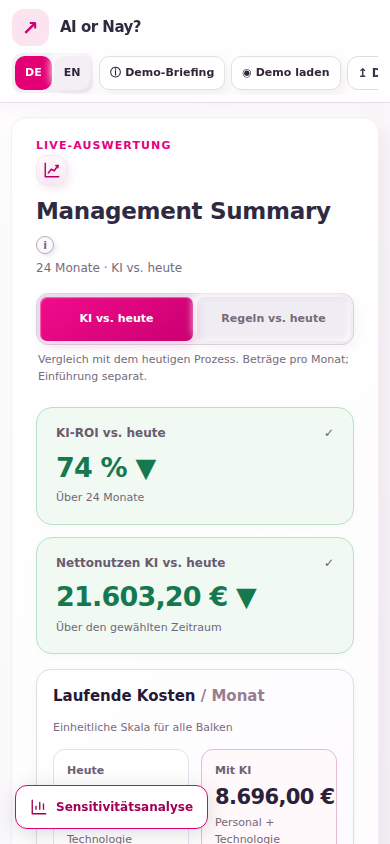 AI or Nay?
DE EN ⓘ Demo-Briefing ◉ Demo laden ↥ D
LIVE-AUSWERTUNG
Management Summary
i
24 Monate · KI vs. heute
KI vs. heute Regeln vs. heute
Vergleich mit dem heutigen Prozess. Beträge pro Monat;
Einführung separat.
KI-ROI vs. heute ✓
74 % ▼
Über 24 Monate
Nettonutzen KI vs. heute ✓
21.603,20 € ▼
Über den gewählten Zeitraum
Laufende Kosten / Monat
Einheitliche Skala für alle Balken
Heute
Technologie
Mit KI
8.696,00 €
Personal +
Technologie
Sensitivitätsanalyse